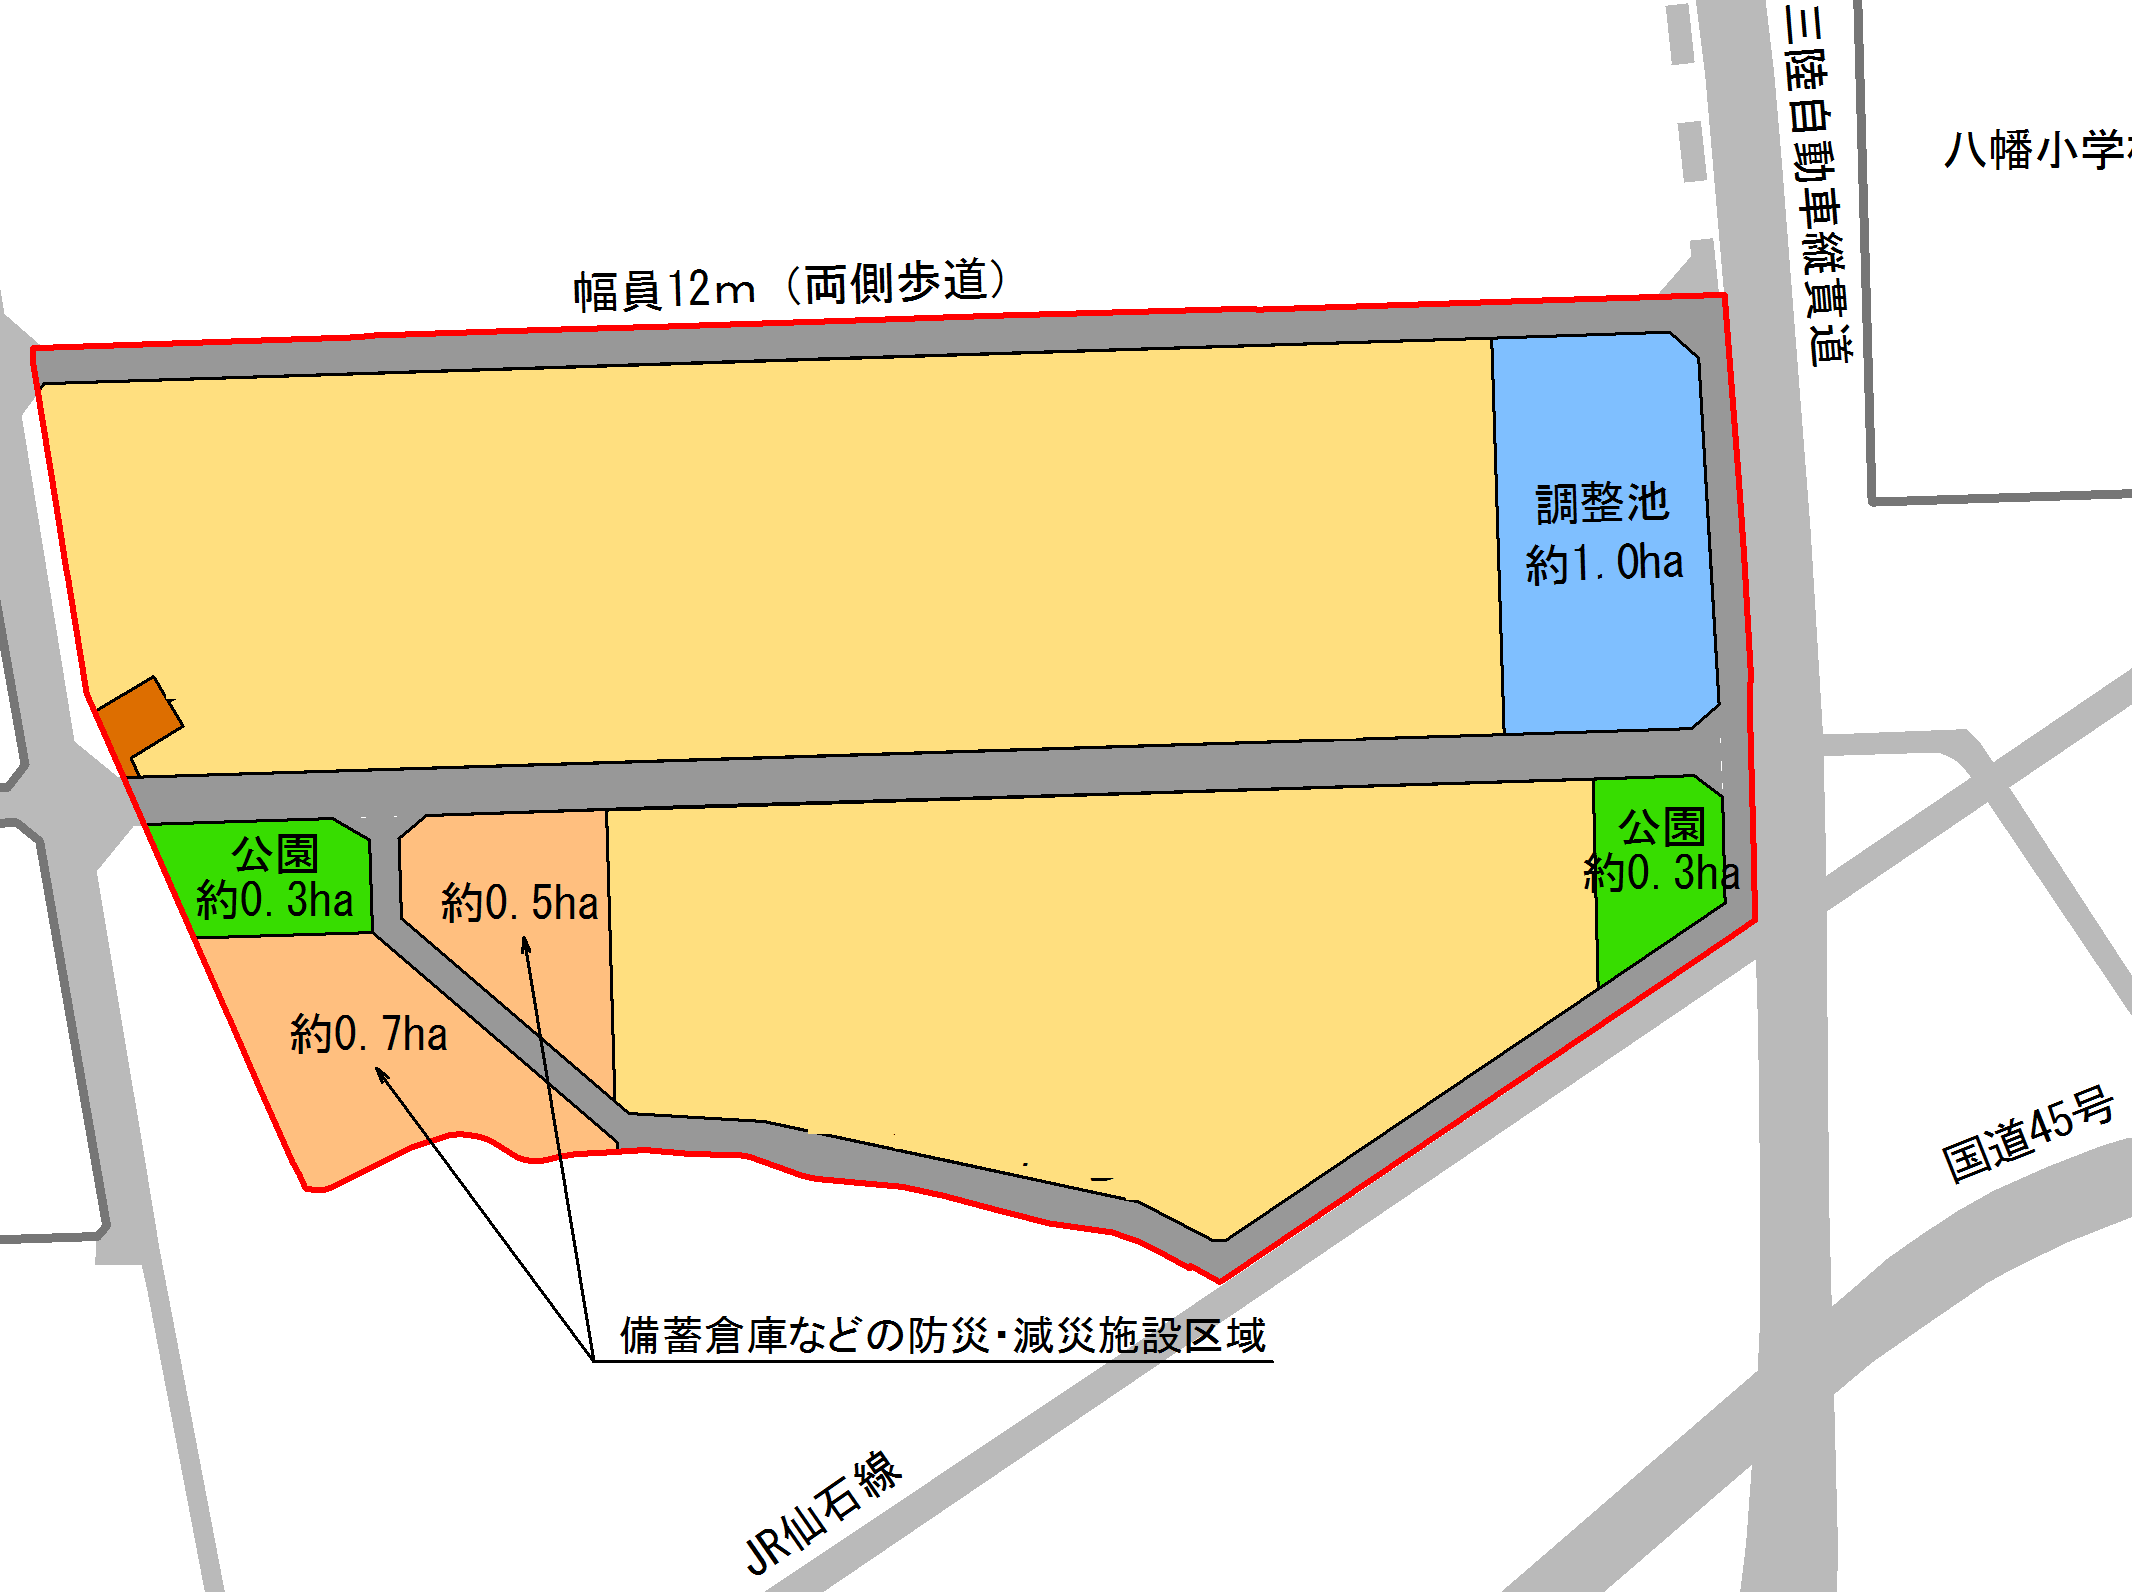 三陸自動車縦貫道
八幡小学
幅員12m（両側歩道）
調整池
約1.0ha
公園
約0.3ha
約0.5ha
公園
約0.3ha
約0.7ha
国道45号
備蓄倉庫などの防災・減災施設区域
JR仙石線